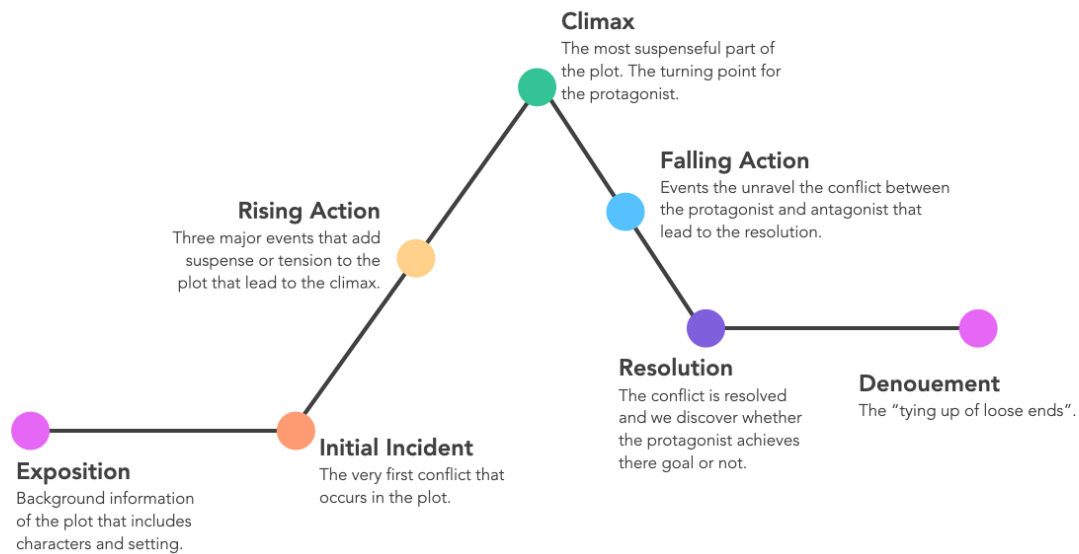 Climax
The most suspenseful part of
the plot. The turning point for
the protagonist.
Falling Action
Events the unravel the conflict between
the protagonist and antagonist that
lead to the resolution.
Rising Action
Three major events that add
suspense or tension to the
plot that lead to the climax.
Resolution
The conflict is resolved
and we discover whether
the protagonist achieves
there goal or not.
Denouement
The “tying up of loose ends”.
Initial Incident
The very first conflict that
occurs in the plot.
Exposition
Background information
of the plot that includes
characters and setting.